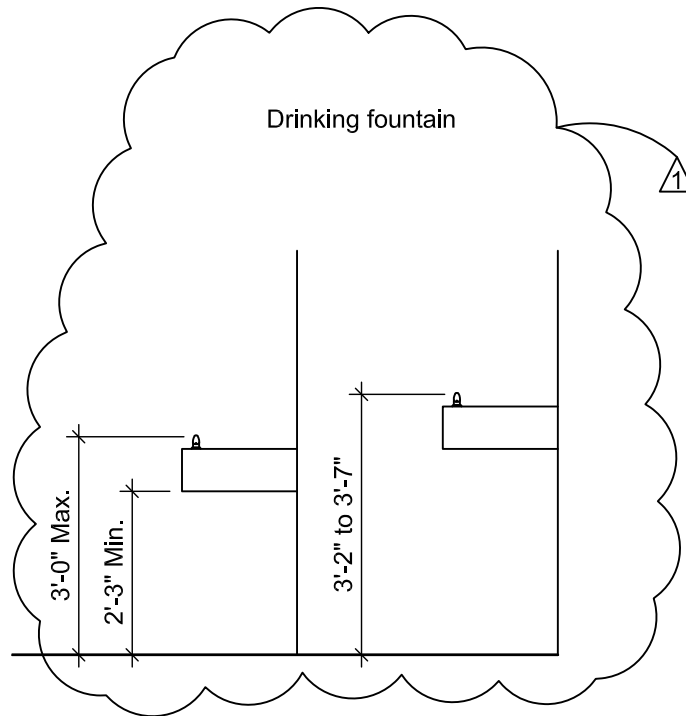 Drinking fountain
1
3'-0" Max.
2'-3" Min.
3'-2" to 3'-7"